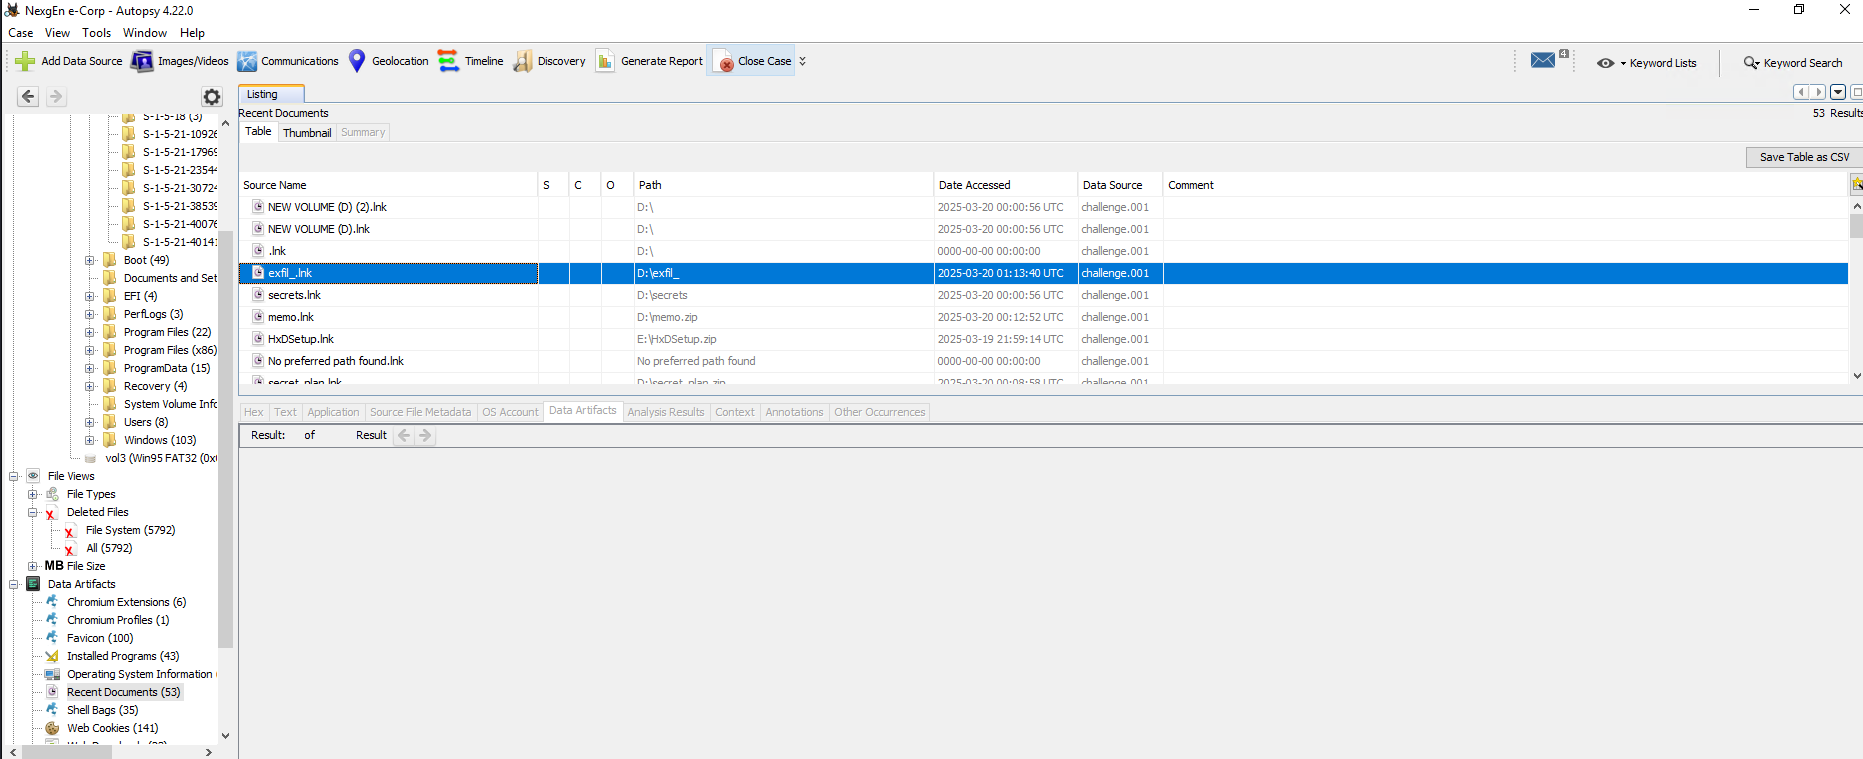 NexgEn e-Corp - Autopsy 4.22.0
Case View Tools Window Help
Add Data Source Images/Videos Communications Geolocation Timeline Discovery Generate Report Close Case 4 Keyword Lists Keyword Search
S-1-5-18 (3)
S-1-5-21-10926
S-1-5-21-17969
S-1-5-21-23544
S-1-5-21-30724
S-1-5-21-38539
S-1-5-21-40076
S-1-5-21-40141
Boot (49)
Documents and Set
EFI (4)
PerfLogs (3)
Program Files (22)
Program Files (x86)
ProgramData (15)
Recovery (4)
System Volume Info
Users (8)
Windows (103)
vol3 (Win95 FAT32 (0x
File Views
File Types
Deleted Files
File System (5792)
All (5792)
MB File Size
Data Artifacts
Chromium Extensions (6)
Chromium Profiles (1)
Favicon (100)
Installed Programs (43)
Operating System Information
Recent Documents (53)
Shell Bags (35)
Web Cookies (141)
Listing
Recent Documents 53 Results
Table Thumbnail Summary
Save Table as CSV
Source Name S C O Path Date Accessed Data Source Comment
NEW VOLUME (D) (2).lnk D:\ 2025-03-20 00:00:56 UTC challenge.001
NEW VOLUME (D).lnk D:\ 2025-03-20 00:00:56 UTC challenge.001
.lnk D:\ 0000-00-00 00:00:00 challenge.001
exfil_.lnk D:\exfil_ 2025-03-20 01:13:40 UTC challenge.001
secrets.lnk D:\secrets 2025-03-20 00:00:56 UTC challenge.001
memo.lnk D:\memo.zip 2025-03-20 00:12:52 UTC challenge.001
HxDSetup.lnk E:\HxDSetup.zip 2025-03-19 21:59:14 UTC challenge.001
No preferred path found.lnk No preferred path found 0000-00-00 00:00:00 challenge.001
secret_plan.lnk D:\secret_plan.zip 2025-03-20 00:08:58 UTC challenge.001
Hex Text Application Source File Metadata OS Account Data Artifacts Analysis Results Context Annotations Other Occurrences
Result: of Result